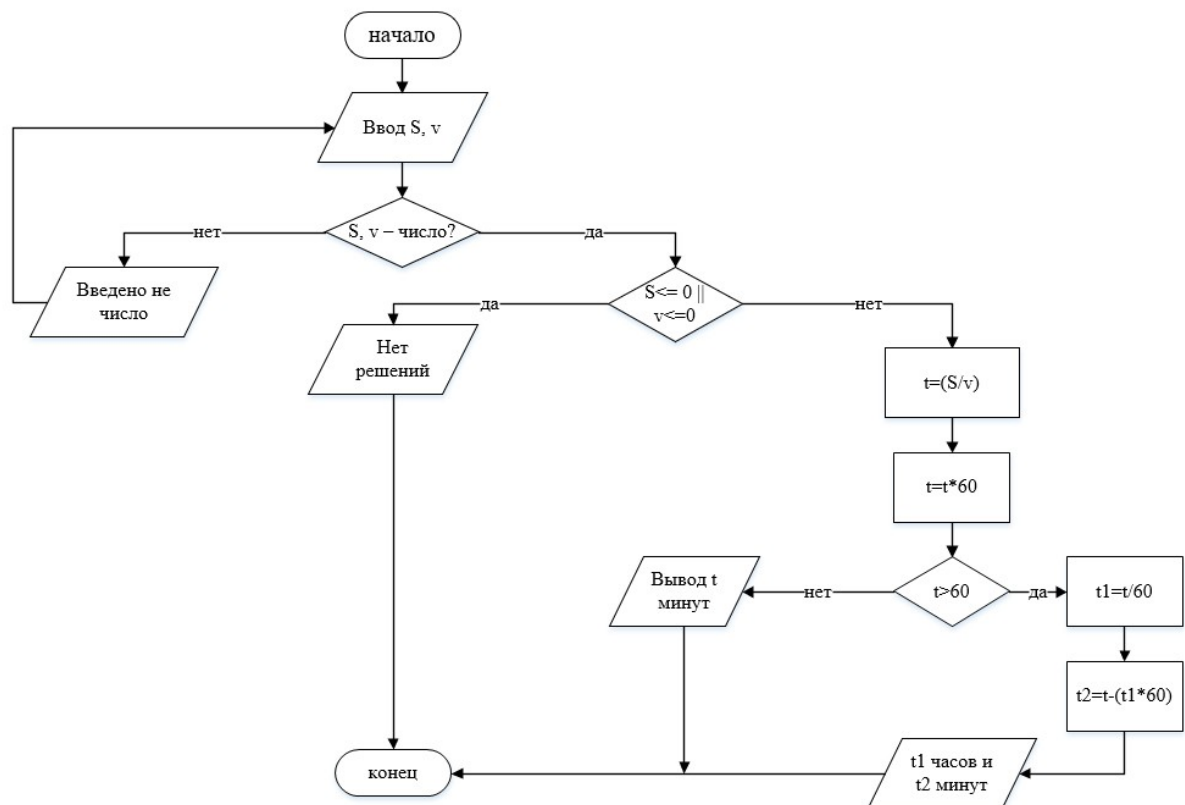 начало
Ввод S, v
S, v – число?
нет
да
Введено не
число
S<= 0 ||
v<=0
да
нет
Нет
решений
t=(S/v)
t=t*60
t>60
нет
да
Вывод t
минут
t1=t/60
t2=t-(t1*60)
t1 часов и
t2 минут
конец